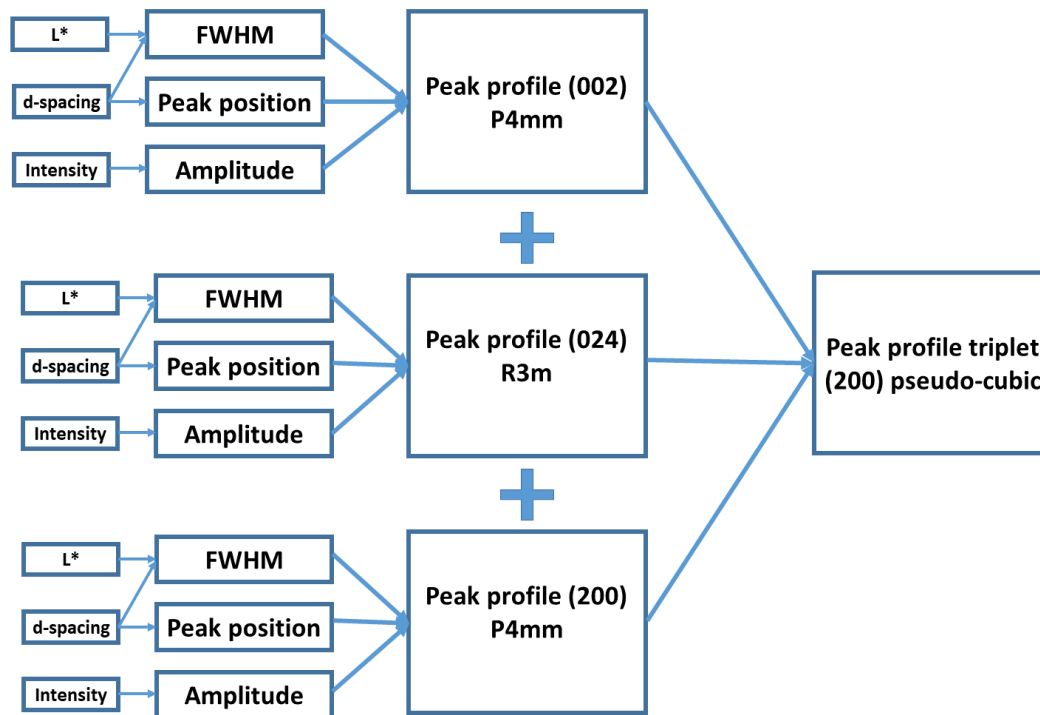 L*
FWHM
d-spacing
Peak position
Intensity
Amplitude
Peak profile (002)
P4mm
L*
FWHM
d-spacing
Peak position
Intensity
Amplitude
Peak profile (024)
R3m
Peak profile triplet
(200) pseudo-cubic
L*
FWHM
d-spacing
Peak position
Intensity
Amplitude
Peak profile (200)
P4mm